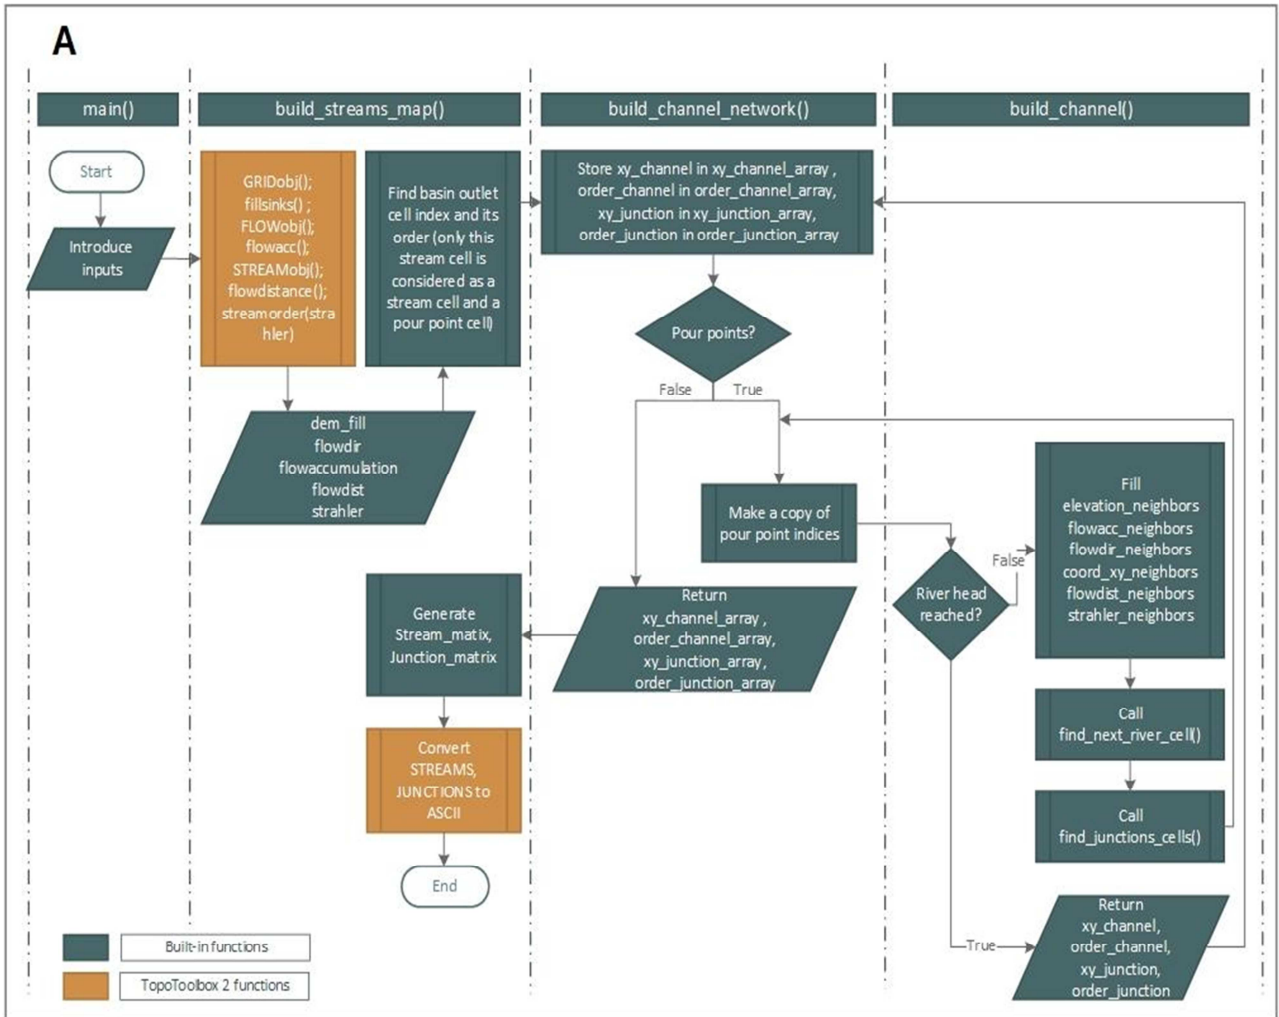 A
main()
build_streams_map()
build_channel_network()
build_channel()
Start
Introduce
inputs
GRIDobj();
fillsinks() ;
FLOWobj();
flowacc();
STREAMobj();
flowdistance();
streamorder(stra
hler)
Find basin outlet
cell index and its
order (only this
stream cell is
considered as a
stream cell and a
pour point cell)
dem_fill
flowdir
flowaccumulation
flowdist
strahler
Store xy_channel in xy_channel_array ,
order_channel in order_channel_array,
xy_junction in xy_junction_array,
order_junction in order_junction_array
Pour points?
False
True
Make a copy of
pour point indices
River head
reached?
False
Fill
elevation_neighbors
flowacc_neighbors
flowdir_neighbors
coord_xy_neighbors
flowdist_neighbors
strahler_neighbors
Call
find_next_river_cell()
Call
find_junctions_cells()
True
Return
xy_channel,
order_channel,
xy_junction,
order_junction
Return
xy_channel_array ,
order_channel_array,
xy_junction_array,
order_junction_array
Generate
Stream_matix,
Junction_matrix
Convert
STREAMS,
JUNCTIONS to
ASCII
End
Built-in functions
TopoToolbox 2 functions